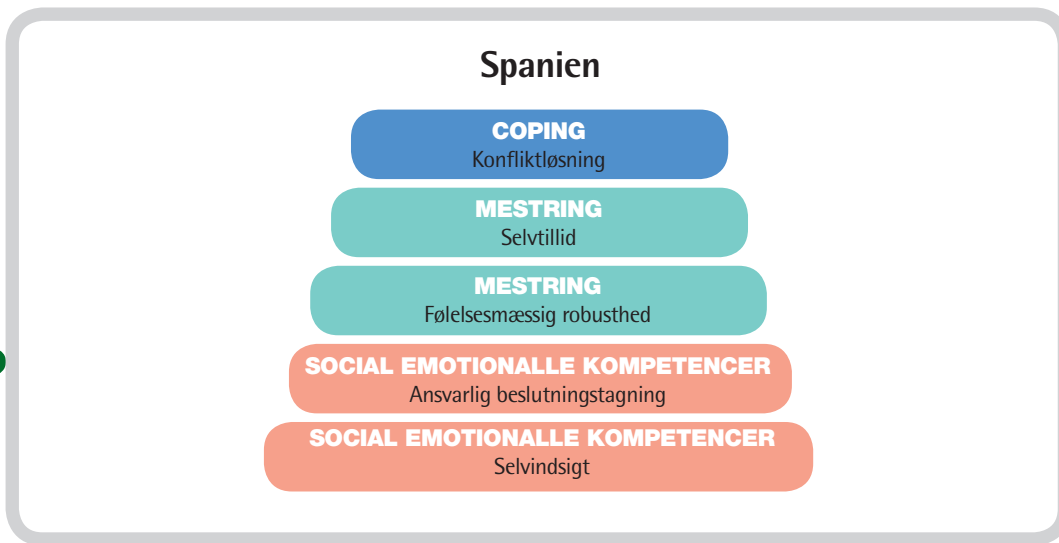 Spanien
COPING
Konfliktløsning
MESTRING
Selvtillid
MESTRING
Følelsesmæssig robusthed
SOCIAL EMOTIONALLE KOMPETENCER
Ansvarlig beslutningstagning
SOCIAL EMOTIONALLE KOMPETENCER
Selvindsigt